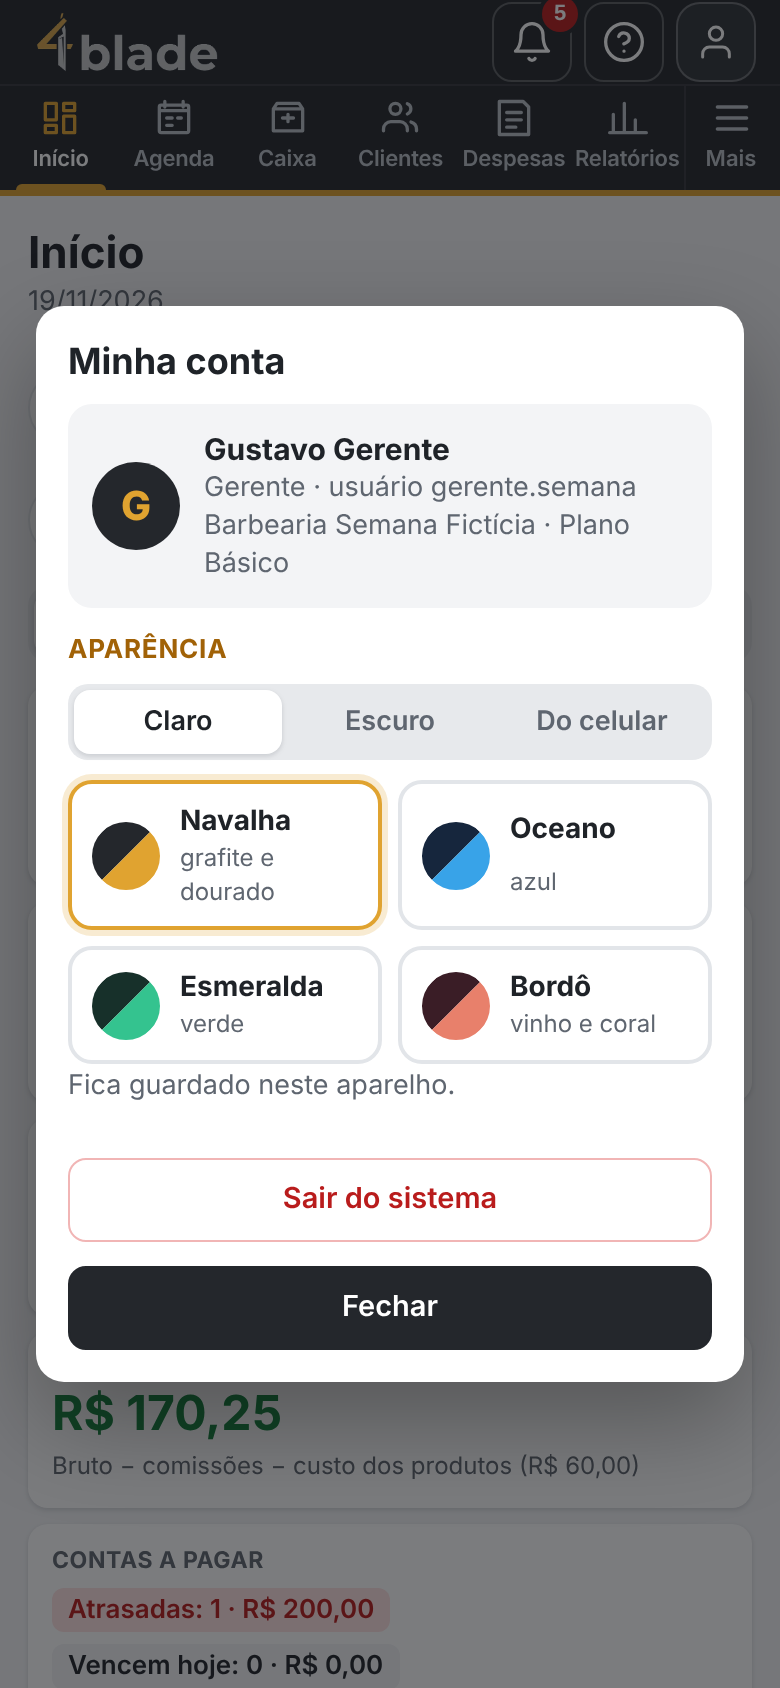 4blade
5
Início
Agenda
Caixa
Clientes
Despesas
Relatórios
Mais
Início
19/11/2026
Minha conta
G
Gustavo Gerente
Gerente · usuário gerente.semana
Barbearia Semana Fictícia · Plano
Básico
APARÊNCIA
Claro
Escuro
Do celular
Navalha
grafite e
dourado
Oceano
azul
Esmeralda
verde
Bordô
vinho e coral
Fica guardado neste aparelho.
Sair do sistema
Fechar
R$ 170,25
Bruto − comissões − custo dos produtos (R$ 60,00)
CONTAS A PAGAR
Atrasadas: 1 · R$ 200,00
Vencem hoje: 0 · R$ 0,00